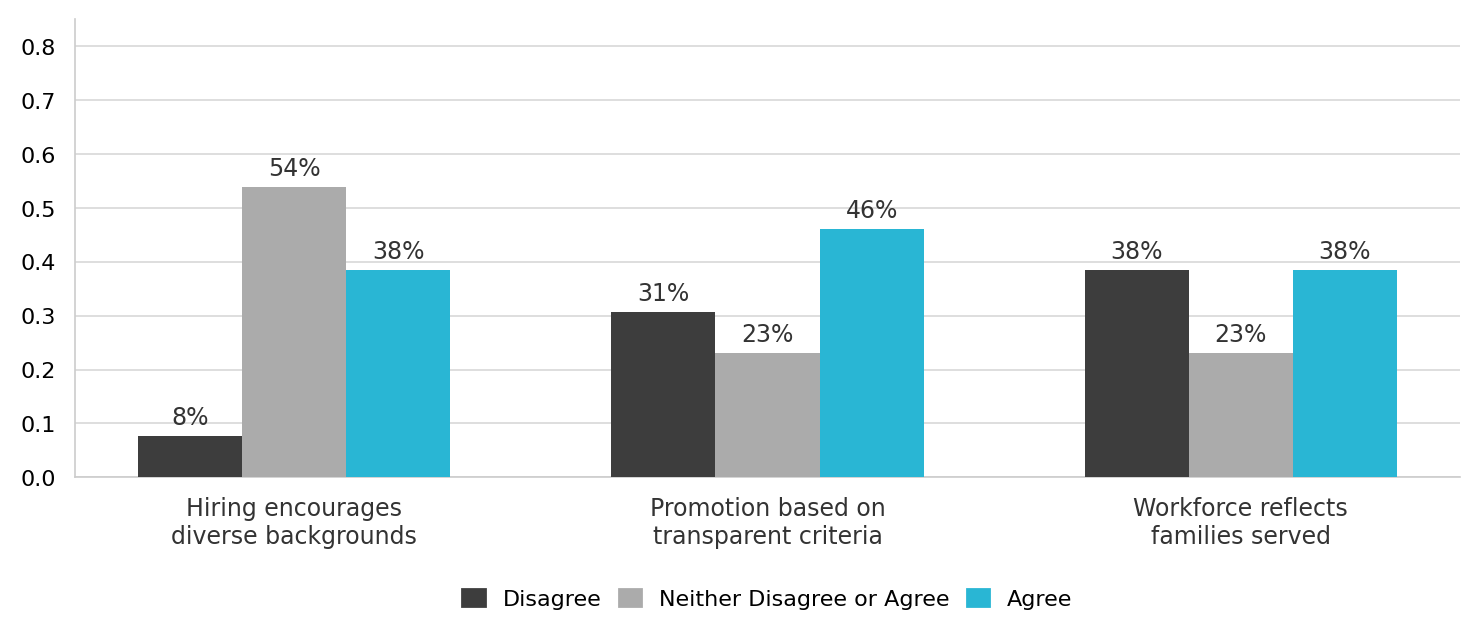 0.8
0.7
0.6
0.5
0.4
0.3
0.2
0.1
0.0
8%
54%
38%
31%
23%
46%
38%
23%
38%
Hiring encourages
diverse backgrounds
Promotion based on
transparent criteria
Workforce reflects
families served
Disagree
Neither Disagree or Agree
Agree